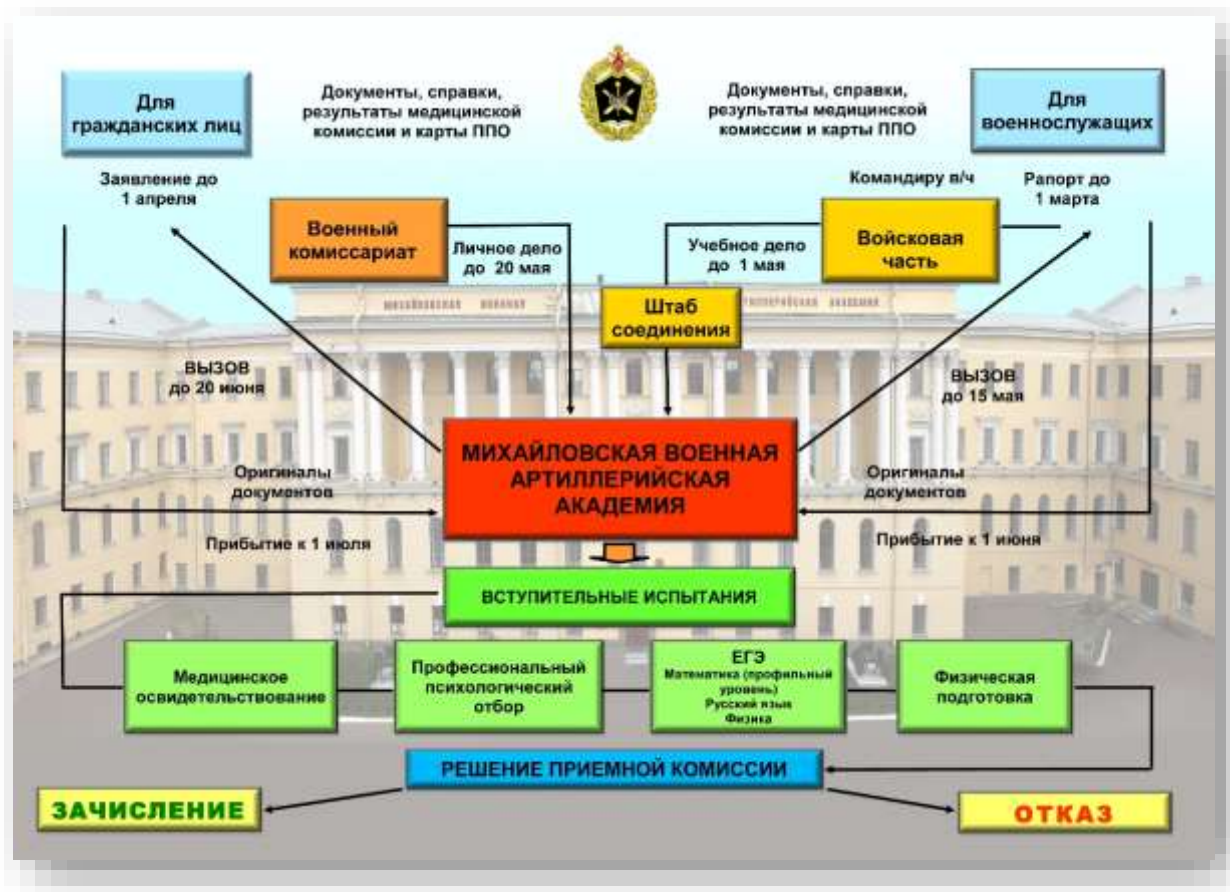 Для
гражданских лиц
Документы, справки,
результаты медицинской
комиссии и карты ППО
Документы, справки,
результаты медицинской
комиссии и карты ППО
Для
военнослужащих
Заявление до
1 апреля
Командиру в/ч
Рапорт до
1 марта
Военный
комиссариат
Личное дело
до 20 мая
Учебное дело
до 1 мая
Войсковая
часть
Штаб
соединения
МИХАЙЛОВСКАЯ ВОЕННАЯ
АРТИЛЛЕРИЙСКАЯ АКАДЕМИЯ
ВЫЗОВ
до 20 июня
ВЫЗОВ
до 15 мая
МИХАЙЛОВСКАЯ ВОЕННАЯ
АРТИЛЛЕРИЙСКАЯ
АКАДЕМИЯ
Оригиналы
документов
Оригиналы
документов
Прибытие к 1 июля
Прибытие к 1 июня
ВСТУПИТЕЛЬНЫЕ ИСПЫТАНИЯ
Медицинское
освидетельствование
Профессиональный
психологический
отбор
ЕГЭ
Математика (профильный
уровень)
Русский язык
Физика
Физическая
подготовка
РЕШЕНИЕ ПРИЕМНОЙ КОМИССИИ
ЗАЧИСЛЕНИЕ
ОТКАЗ